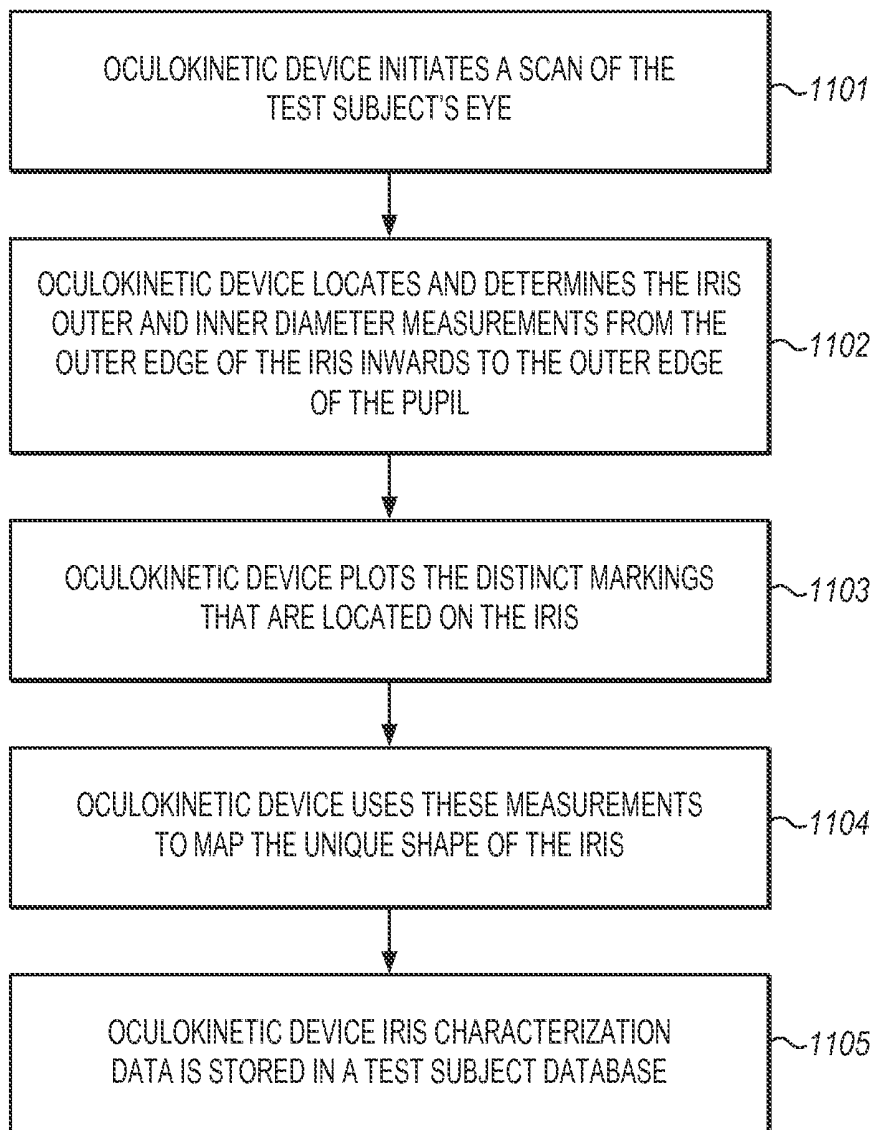 OCULOKINETIC DEVICE INITIATES A SCAN OF THE
TEST SUBJECT'S EYE
1101
OCULOKINETIC DEVICE LOCATES AND DETERMINES THE IRIS
OUTER AND INNER DIAMETER MEASUREMENTS FROM THE
OUTER EDGE OF THE IRIS INWARDS TO THE OUTER EDGE
OF THE PUPIL
1102
OCULOKINETIC DEVICE PLOTS THE DISTINCT MARKINGS
THAT ARE LOCATED ON THE IRIS
1103
OCULOKINETIC DEVICE USES THESE MEASUREMENTS
TO MAP THE UNIQUE SHAPE OF THE IRIS
1104
OCULOKINETIC DEVICE IRIS CHARACTERIZATION
DATA IS STORED IN A TEST SUBJECT DATABASE
1105